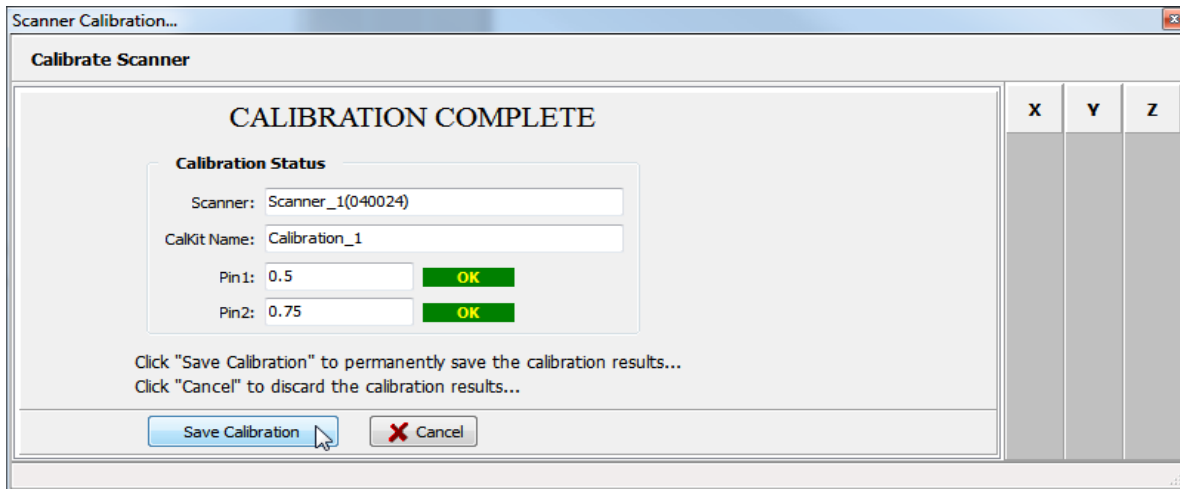 Scanner Calibration...
Calibrate Scanner
X Y Z
CALIBRATION COMPLETE
Calibration Status
Scanner: Scanner_1(040024)
CalKit Name: Calibration_1
Pin1: 0.5 OK
Pin2: 0.75 OK
Click "Save Calibration" to permanently save the calibration results...
Click "Cancel" to discard the calibration results...
Save Calibration Cancel